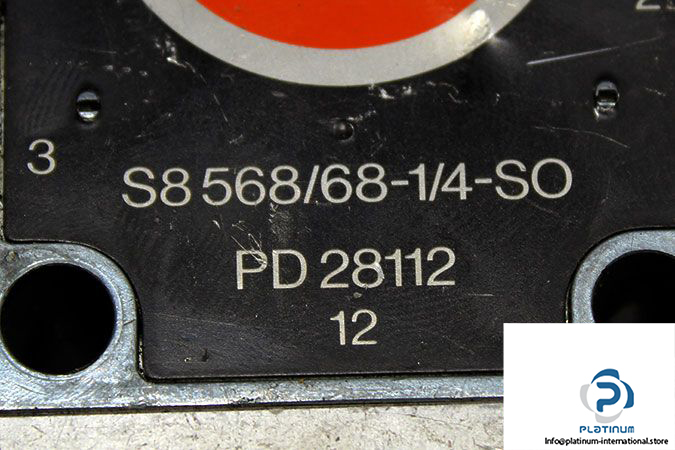 3
S8 568/68-1/4-SO
PD 28112
12
PLATINUM
Info@platinum-international.store